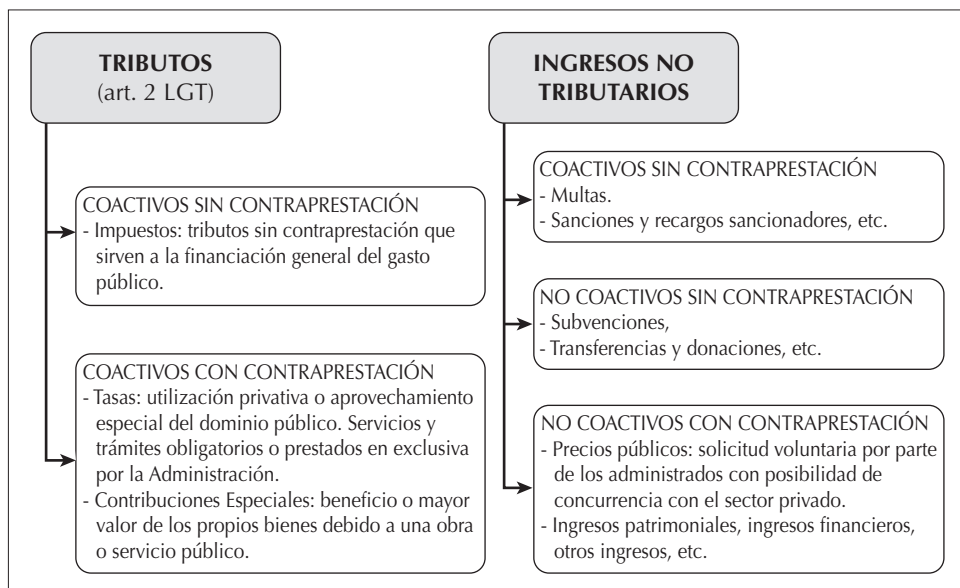 TRIBUTOS
(art. 2 LGT)
COACTIVOS SIN CONTRAPRESTACIÓN
- Impuestos: tributos sin contraprestación que
sirven a la financiación general del gasto
público.
COACTIVOS CON CONTRAPRESTACIÓN
- Tasas: utilización privativa o aprovechamiento
especial del dominio público. Servicios y
trámites obligatorios o prestados en exclusiva
por la Administración.
- Contribuciones Especiales: beneficio o mayor
valor de los propios bienes debido a una obra
o servicio público.
INGRESOS NO
TRIBUTARIOS
COACTIVOS SIN CONTRAPRESTACIÓN
- Multas.
- Sanciones y recargos sancionadores, etc.
NO COACTIVOS SIN CONTRAPRESTACIÓN
- Subvenciones,
- Transferencias y donaciones, etc.
NO COACTIVOS CON CONTRAPRESTACIÓN
- Precios públicos: solicitud voluntaria por parte
de los administrados con posibilidad de
concurrencia con el sector privado.
- Ingresos patrimoniales, ingresos financieros,
otros ingresos, etc.